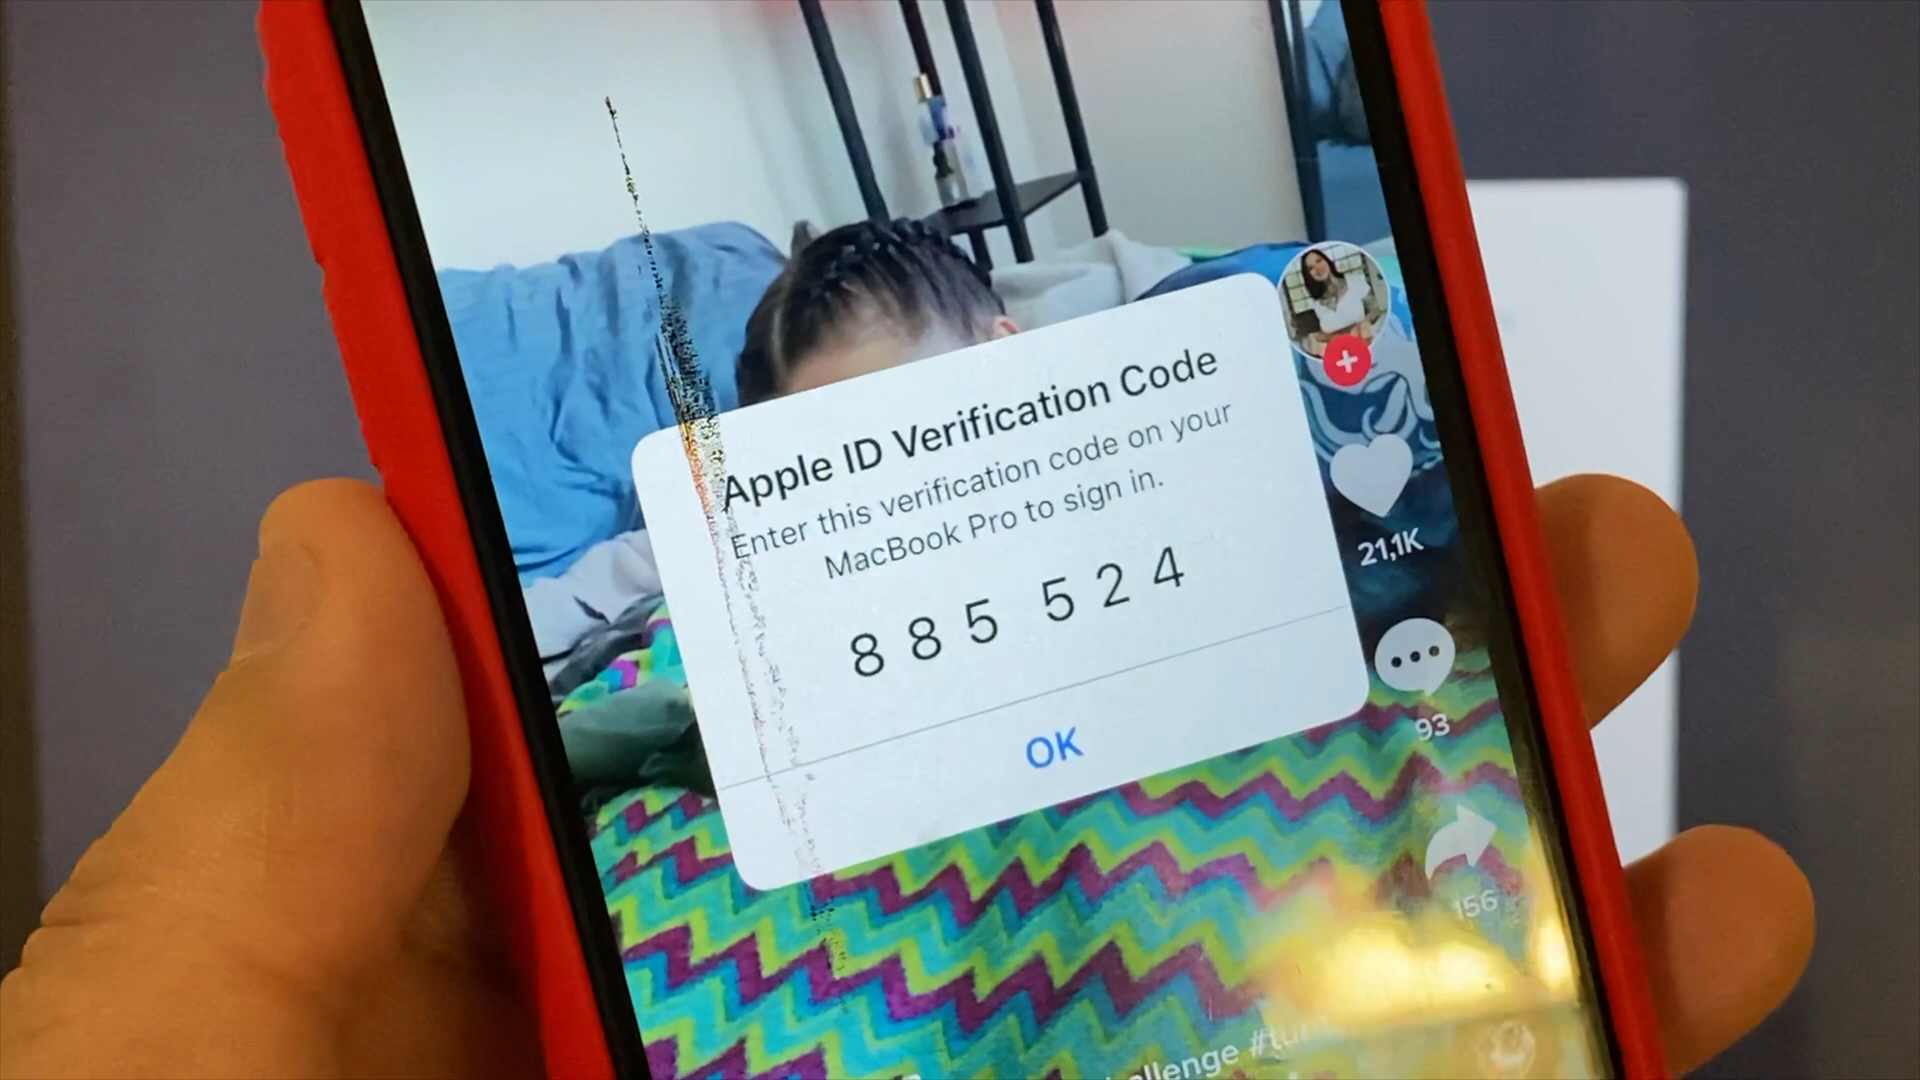 Apple ID Verification Code
Enter this verification code on your
MacBook Pro to sign in.
885 524
OK
21,1K
93
156